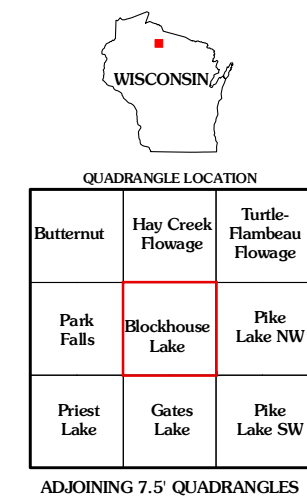 WISCONSIN
QUADRANGLE LOCATION
Butternut
Hay Creek
Flowage
Turtle-
Flambeau
Flowage
Park
Falls
Blockhouse
Lake
Pike
Lake NW
Priest
Lake
Gates
Lake
Pike
Lake SW
ADJOINING 7.5' QUADRANGLES